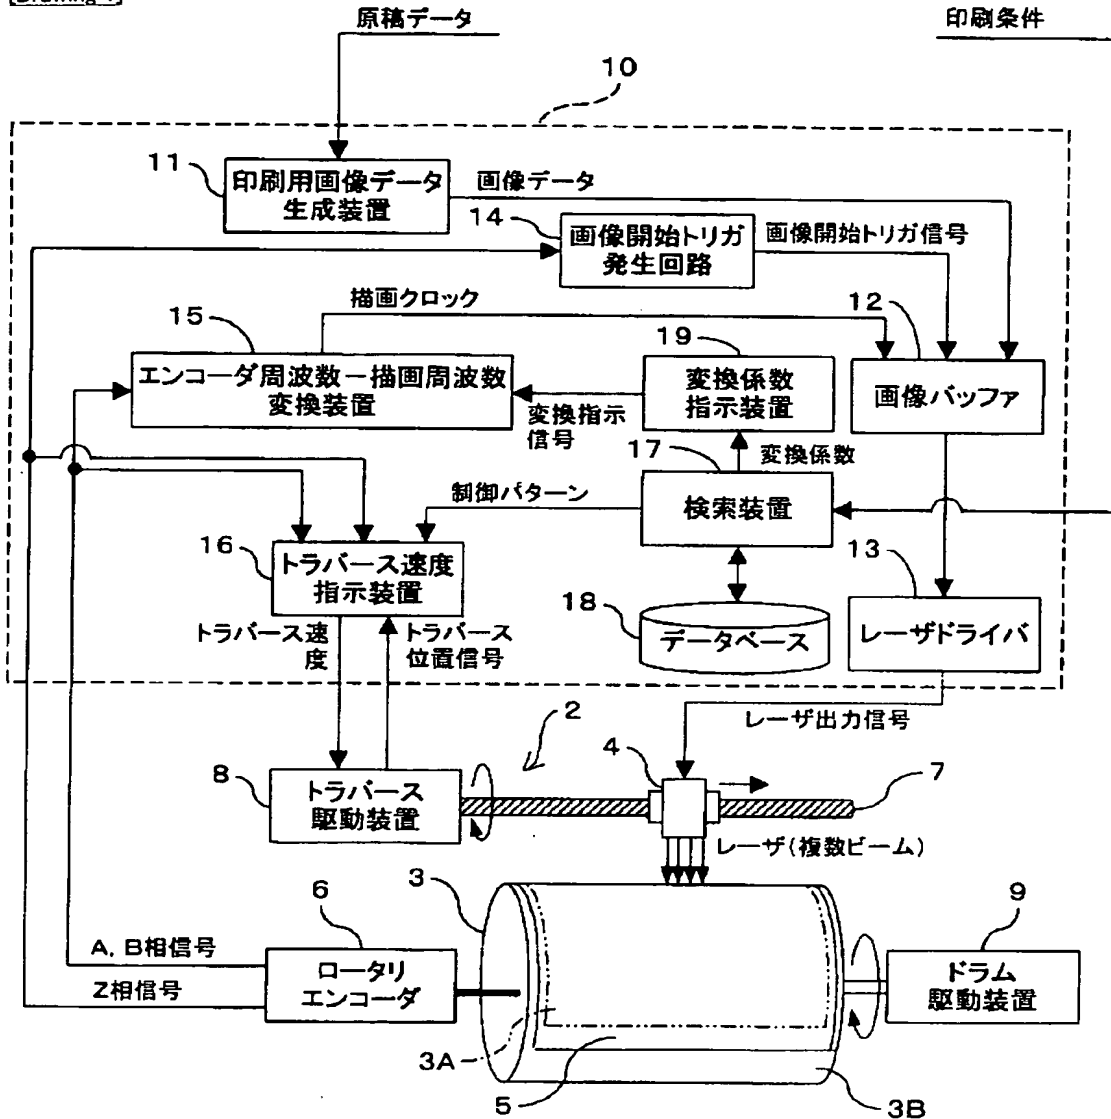 原稿データ
印刷条件
10
11
印刷用画像データ
生成装置
画像データ
14
画像開始トリガ
発生回路
画像開始トリガ信号
描画クロック
15
エンコーダ周波数－描画周波数
変換装置
変換指示
信号
19
変換係数
指示装置
12
画像バッファ
17
変換係数
制御パターン
検索装置
16
トラバース速度
指示装置
13
レーザドライバ
18
データベース
トラバース速
度
トラバース
位置信号
レーザ出力信号
2
4
8
トラバース
駆動装置
7
レーザ(複数ビーム)
3
6
9
A, B相信号
Z相信号
ロータリ
エンコーダ
ドラム
駆動装置
3A
5
3B